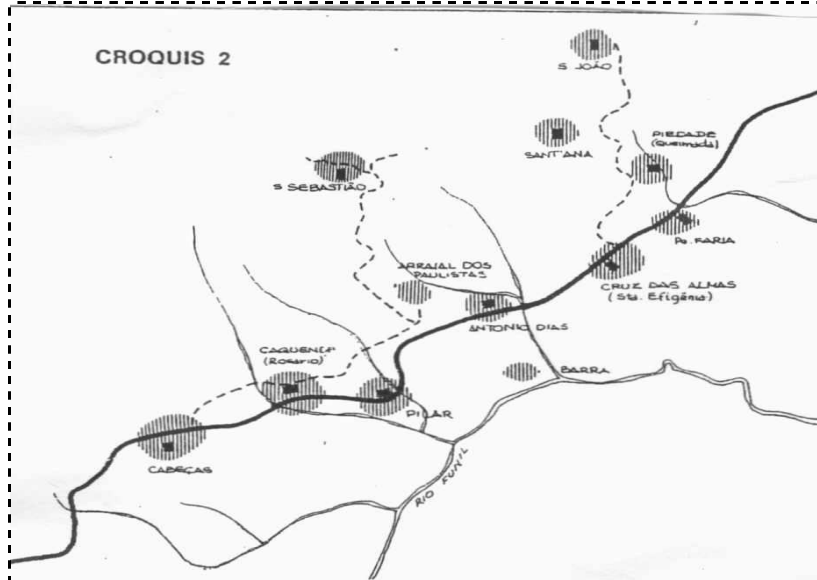 CROQUIS 2
S. JOÃO
SANT'ANA
PIEDADE
(Queimada)
S SEBASTIÃO
Pe. FARIA
ARRAIAL DOS
PAULISTAS
CRUZ DAS ALMAS
(Sta. Efigênia)
ANTONIO DIAS
CAQUENDE
(Rosario)
BARRA
PILAR
CABEÇAS
RIO FUNIL